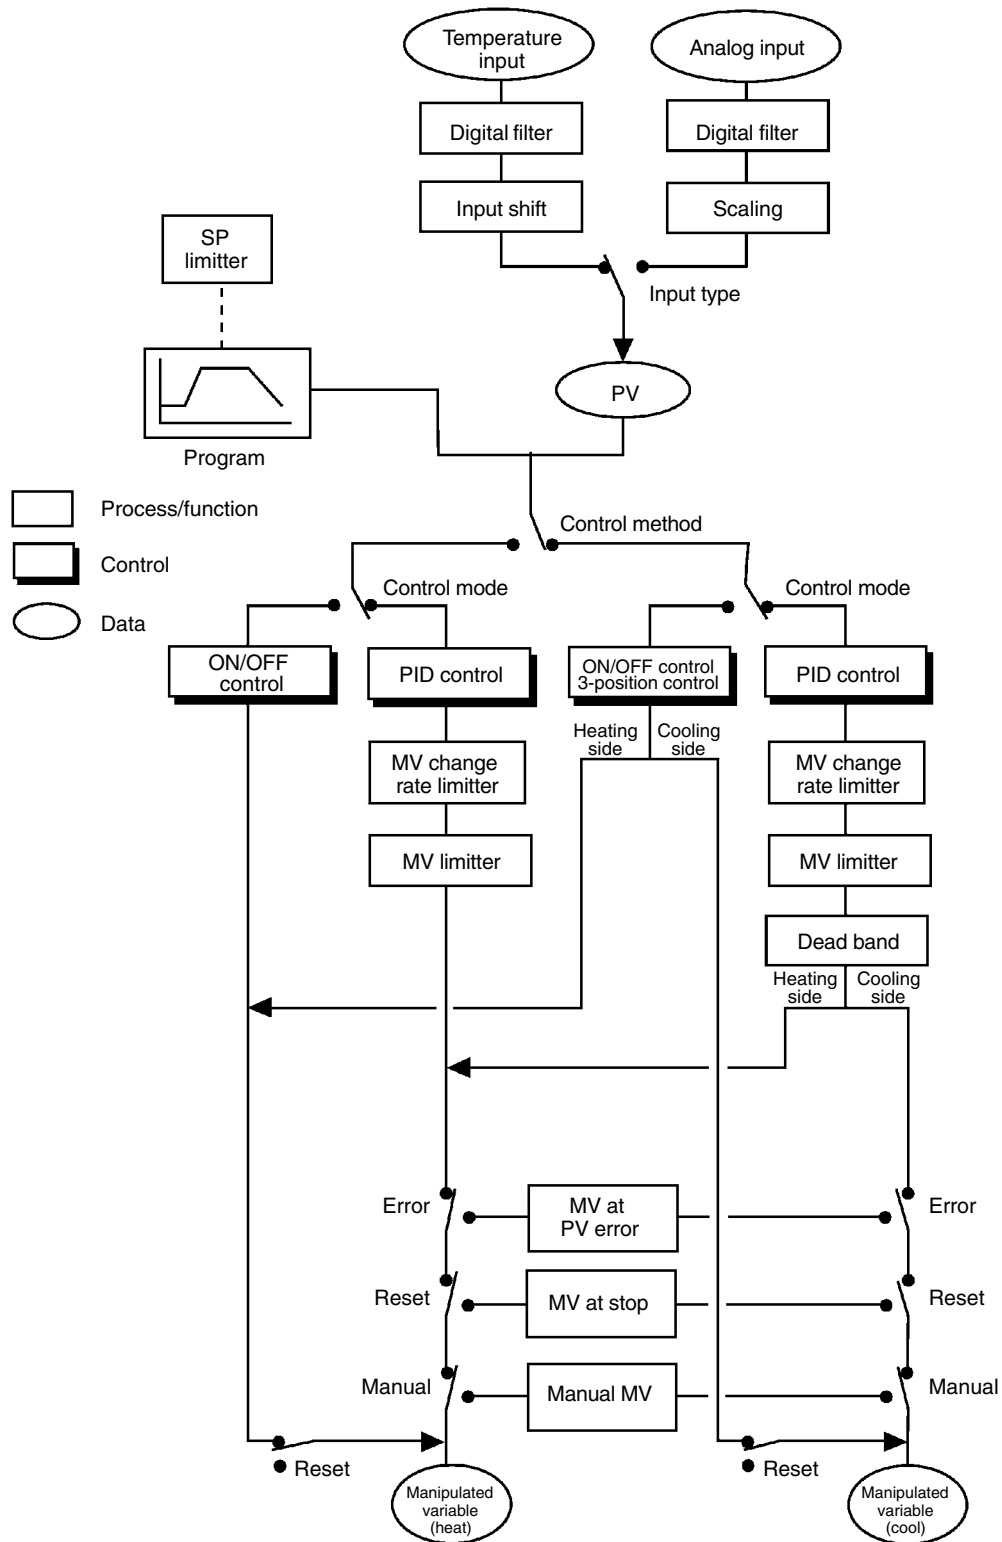 Temperature
input
Analog input
Digital filter
Digital filter
Input shift
Scaling
SP
limitter
Input type
PV
Program
Process/function
Control method
Control
Control mode
Control mode
Data
ON/OFF
control
PID control
ON/OFF control
3-position control
PID control
Heating
side
Cooling
side
MV change
rate limitter
MV change
rate limitter
MV limitter
MV limitter
Dead band
Heating
side
Cooling
side
Error
MV at
PV error
Error
Reset
MV at stop
Reset
Manual
Manual MV
Manual
Reset
Reset
Manipulated
variable
(heat)
Manipulated
variable
(cool)